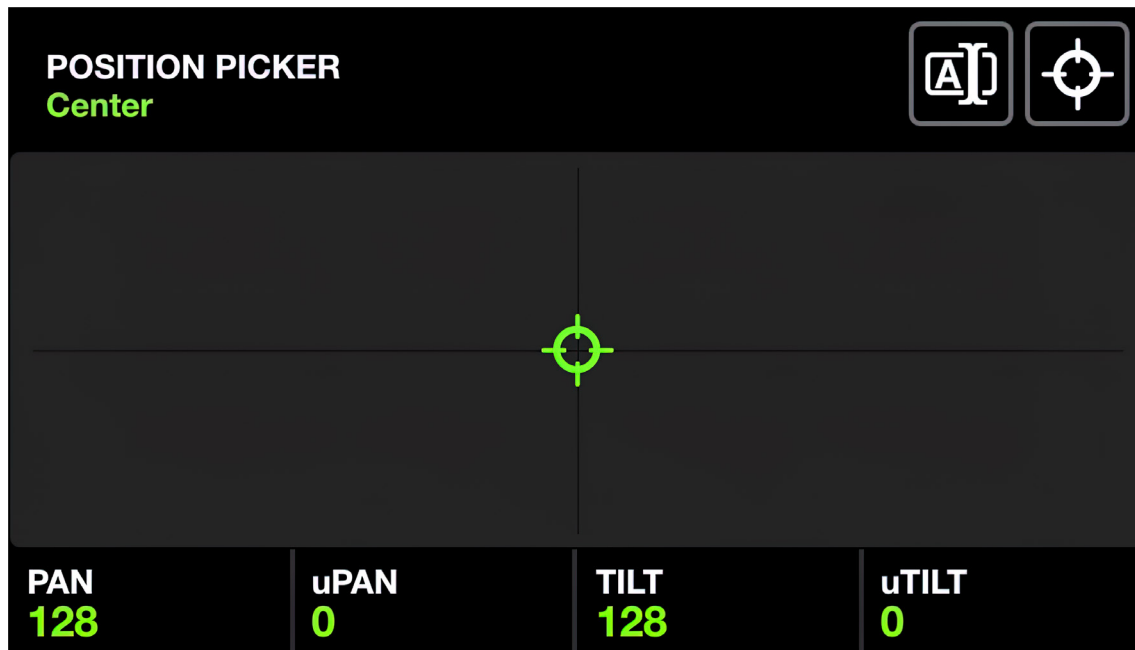 POSITION PICKER
Center
A
PAN
128
uPAN
0
TILT
128
uTILT
0